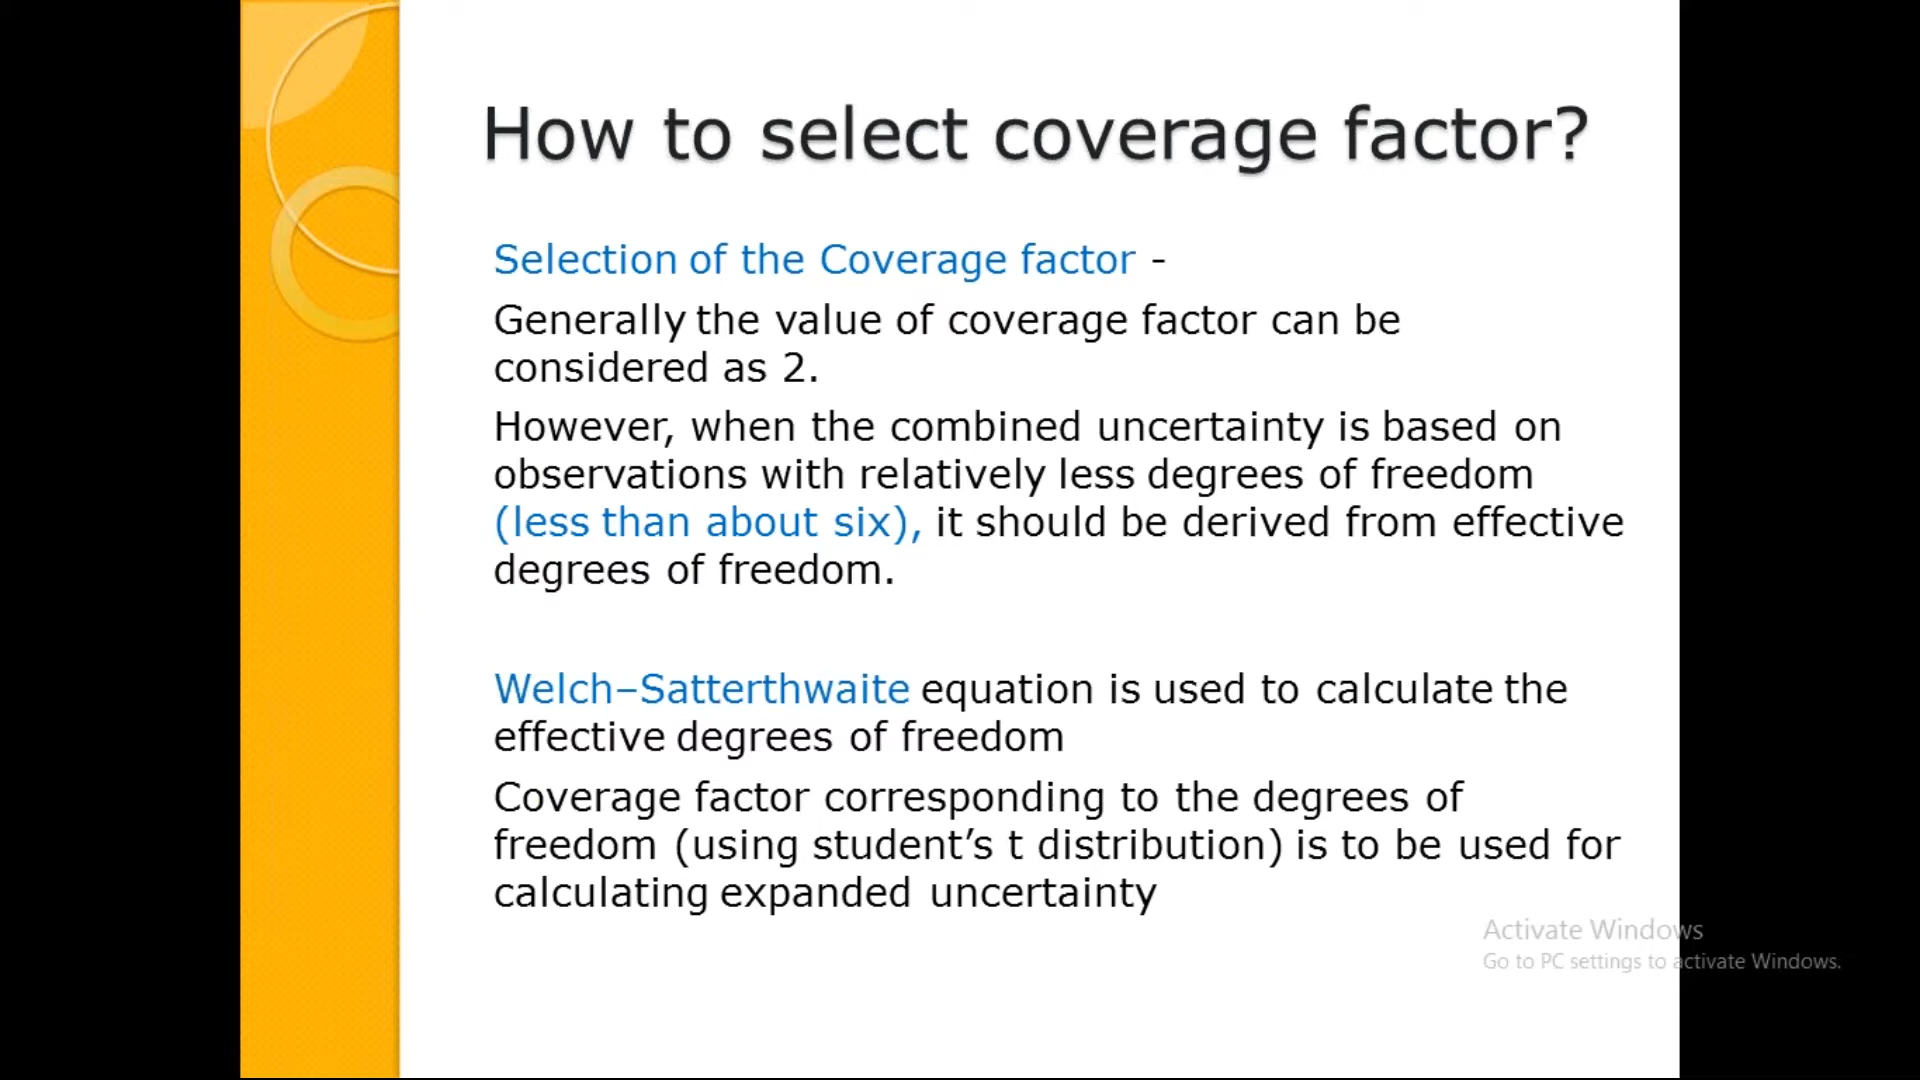 How to select coverage factor?
Selection of the Coverage factor -
Generally the value of coverage factor can be
considered as 2.
However, when the combined uncertainty is based on
observations with relatively less degrees of freedom
(less than about six), it should be derived from effective
degrees of freedom.
Welch–Satterthwaite equation is used to calculate the
effective degrees of freedom
Coverage factor corresponding to the degrees of
freedom (using student’s t distribution) is to be used for
calculating expanded uncertainty
Activate Windows
Go to PC settings to activate Windows.